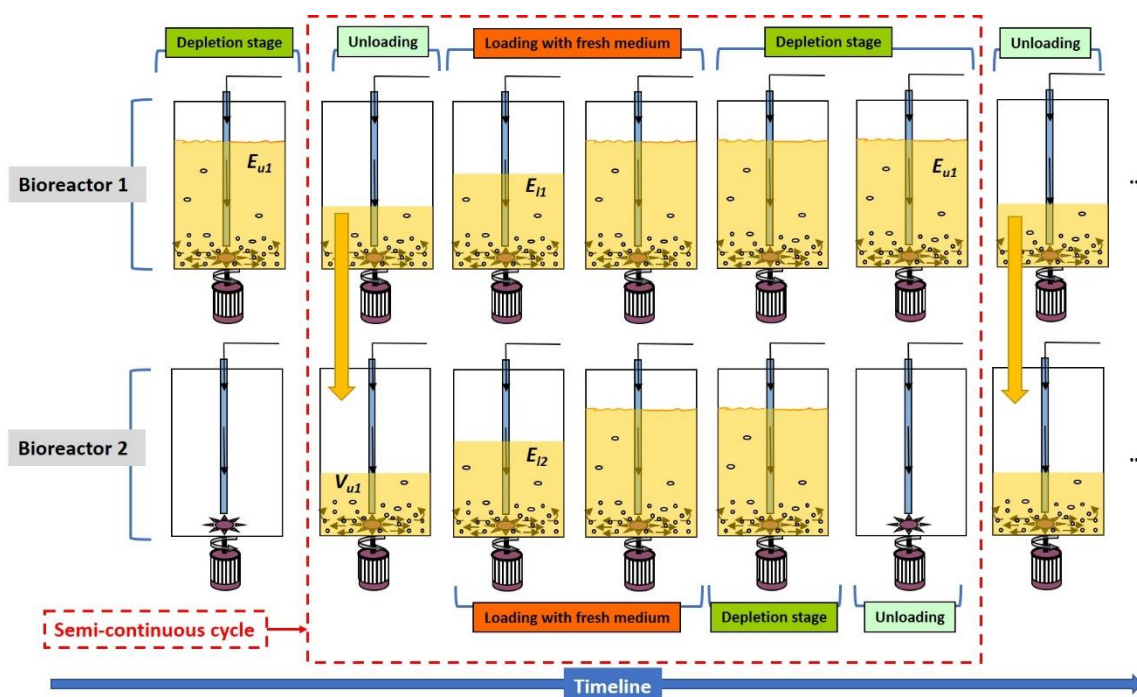 Depletion stage
Unloading
Loading with fresh medium
Depletion stage
Unloading
Bioreactor 1
Eu1
El1
Eu1
..
Bioreactor 2
Vu1
El2
..
Loading with fresh medium
Depletion stage
Unloading
Semi-continuous cycle
Timeline